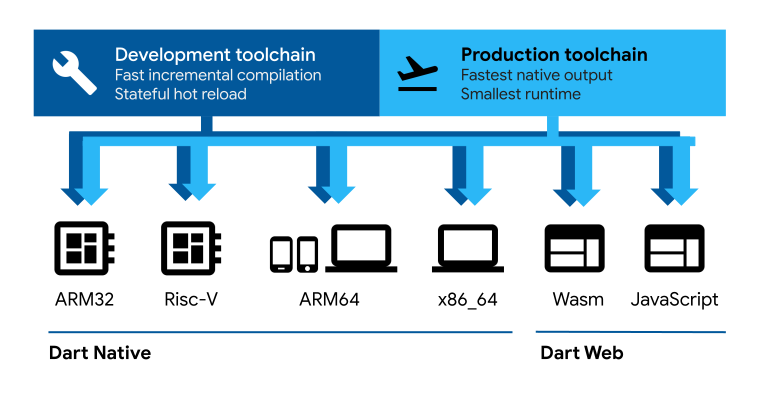 Development toolchain
Fast incremental compilation
Stateful hot reload
Production toolchain
Fastest native output
Smallest runtime
ARM32
Risc-V
ARM64
x86_64
Wasm
JavaScript
Dart Native
Dart Web